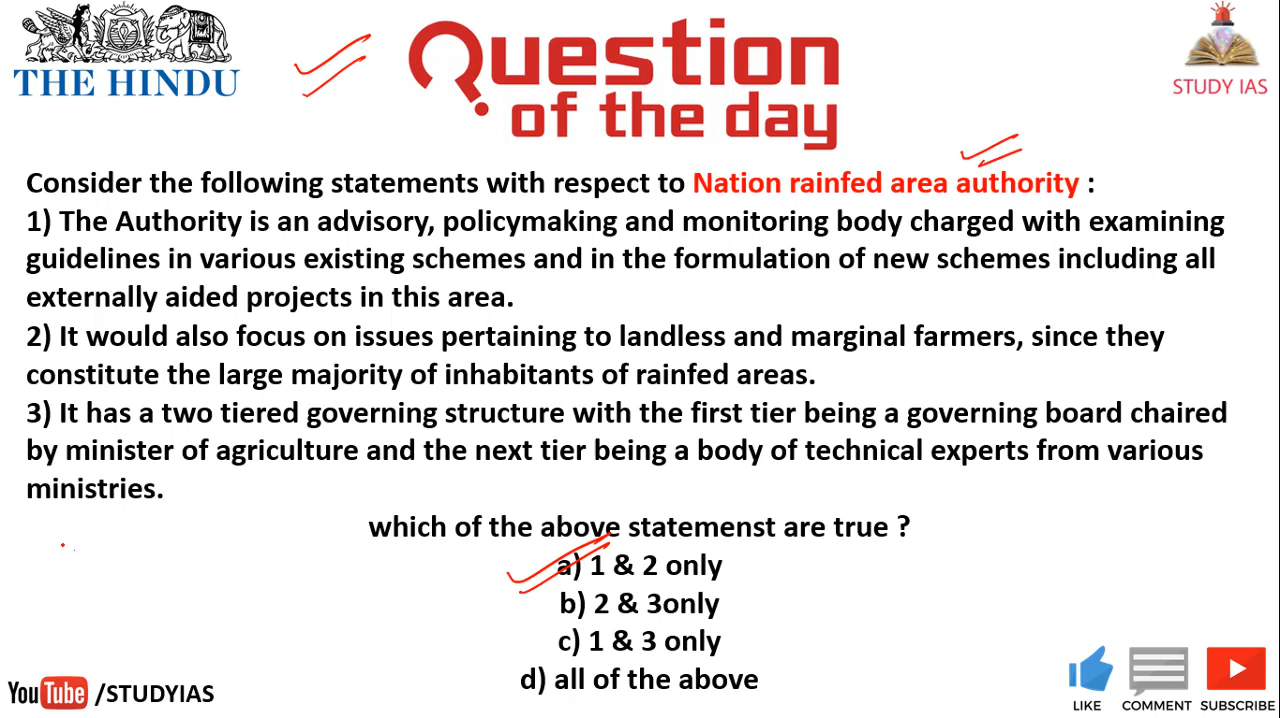 THE HINDU
Question
of the day
STUDY IAS
Consider the following statements with respect to Nation rainfed area authority :
1) The Authority is an advisory, policymaking and monitoring body charged with examining
guidelines in various existing schemes and in the formulation of new schemes including all
externally aided projects in this area.
2) It would also focus on issues pertaining to landless and marginal farmers, since they
constitute the large majority of inhabitants of rainfed areas.
3) It has a two tiered governing structure with the first tier being a governing board chaired
by minister of agriculture and the next tier being a body of technical experts from various
ministries.
which of the above statemenst are true ?
a) 1 & 2 only
b) 2 & 3only
c) 1 & 3 only
d) all of the above
YouTube /STUDYIAS
LIKE COMMENT SUBSCRIBE